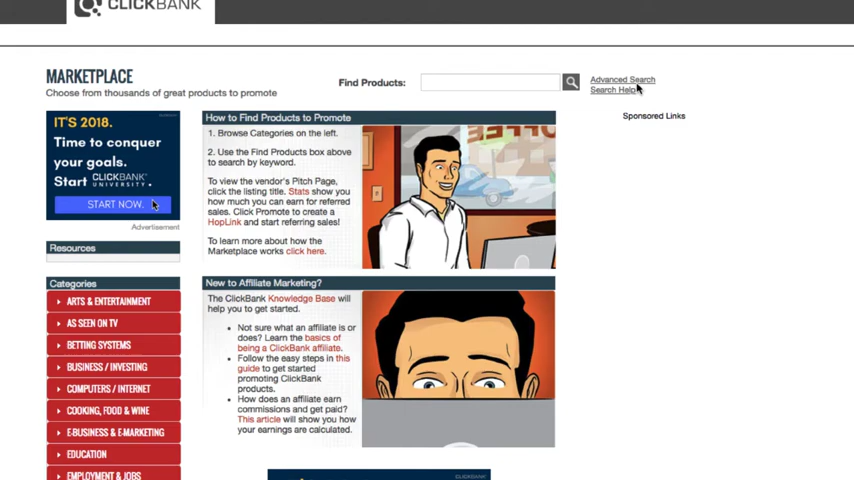 CLICKBANK
MARKETPLACE
Choose from thousands of great products to promote
Find Products:
Advanced Search
Search Help
Sponsored Links
IT'S 2018.
Time to conquer
your goals.
Start CLICKBANK
UNIVERSITY
START NOW.
Advertisement
Resources
Categories
ARTS & ENTERTAINMENT
AS SEEN ON TV
BETTING SYSTEMS
BUSINESS / INVESTING
COMPUTERS / INTERNET
COOKING, FOOD & WINE
E-BUSINESS & E-MARKETING
EDUCATION
EMPLOYMENT & JOBS
How to Find Products to Promote
1. Browse Categories on the left.
2. Use the Find Products box above
to search by keyword.
To view the vendor's Pitch Page,
click the listing title. Stats show you
how much you can earn for referred
sales. Click Promote to create a
HopLink and start referring sales!
To learn more about how the
Marketplace works click here.
COFFEE
New to Affiliate Marketing?
The ClickBank Knowledge Base will
help you to get started.
Not sure what an affiliate is or
does? Learn the basics of
being a ClickBank affiliate.
Follow the easy steps in this
guide to get started
promoting ClickBank
products.
How does an affiliate earn
commissions and get paid?
This article will show you how
your earnings are calculated.